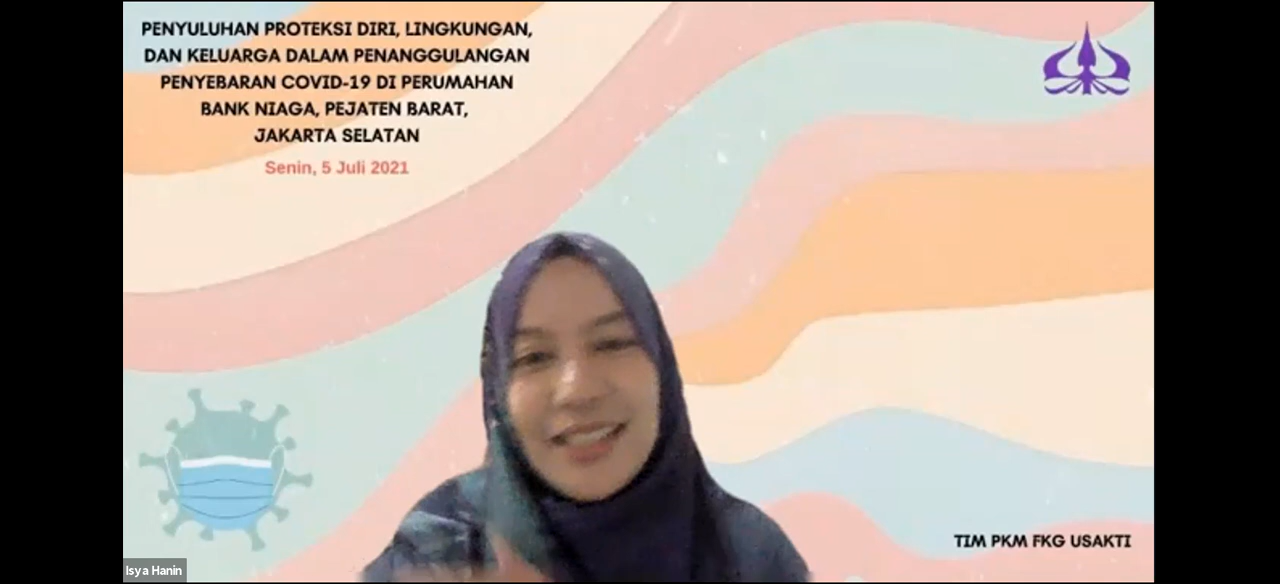 PENYULUHAN PROTEKSI DIRI, LINGKUNGAN,
DAN KELUARGA DALAM PENANGGULANGAN
PENYEBARAN COVID-19 DI PERUMAHAN
BANK NIAGA, PEJATEN BARAT,
JAKARTA SELATAN
Senin, 5 Juli 2021
TIM PKM FKG USAKTI
Isya Hanin